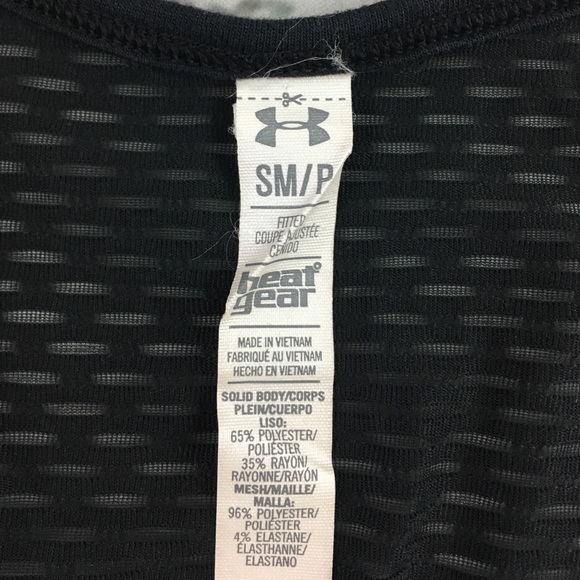 SM/P
FITTED
COUPE AJUSTÉE
CEÑIDO
heat
gear
MADE IN VIETNAM
FABRIQUÉ AU VIETNAM
HECHO EN VIETNAM
SOLID BODY/CORPS
PLEIN/CUERPO
LISO:
65% POLYESTER/
POLIÉSTER
35% RAYON/
RAYONNE/RAYÓN
MESH/MAILLE/
MALLA:
96% POLYESTER/
POLIÉSTER
4% ELASTANE/
ÉLASTHANNE/
ELASTANO